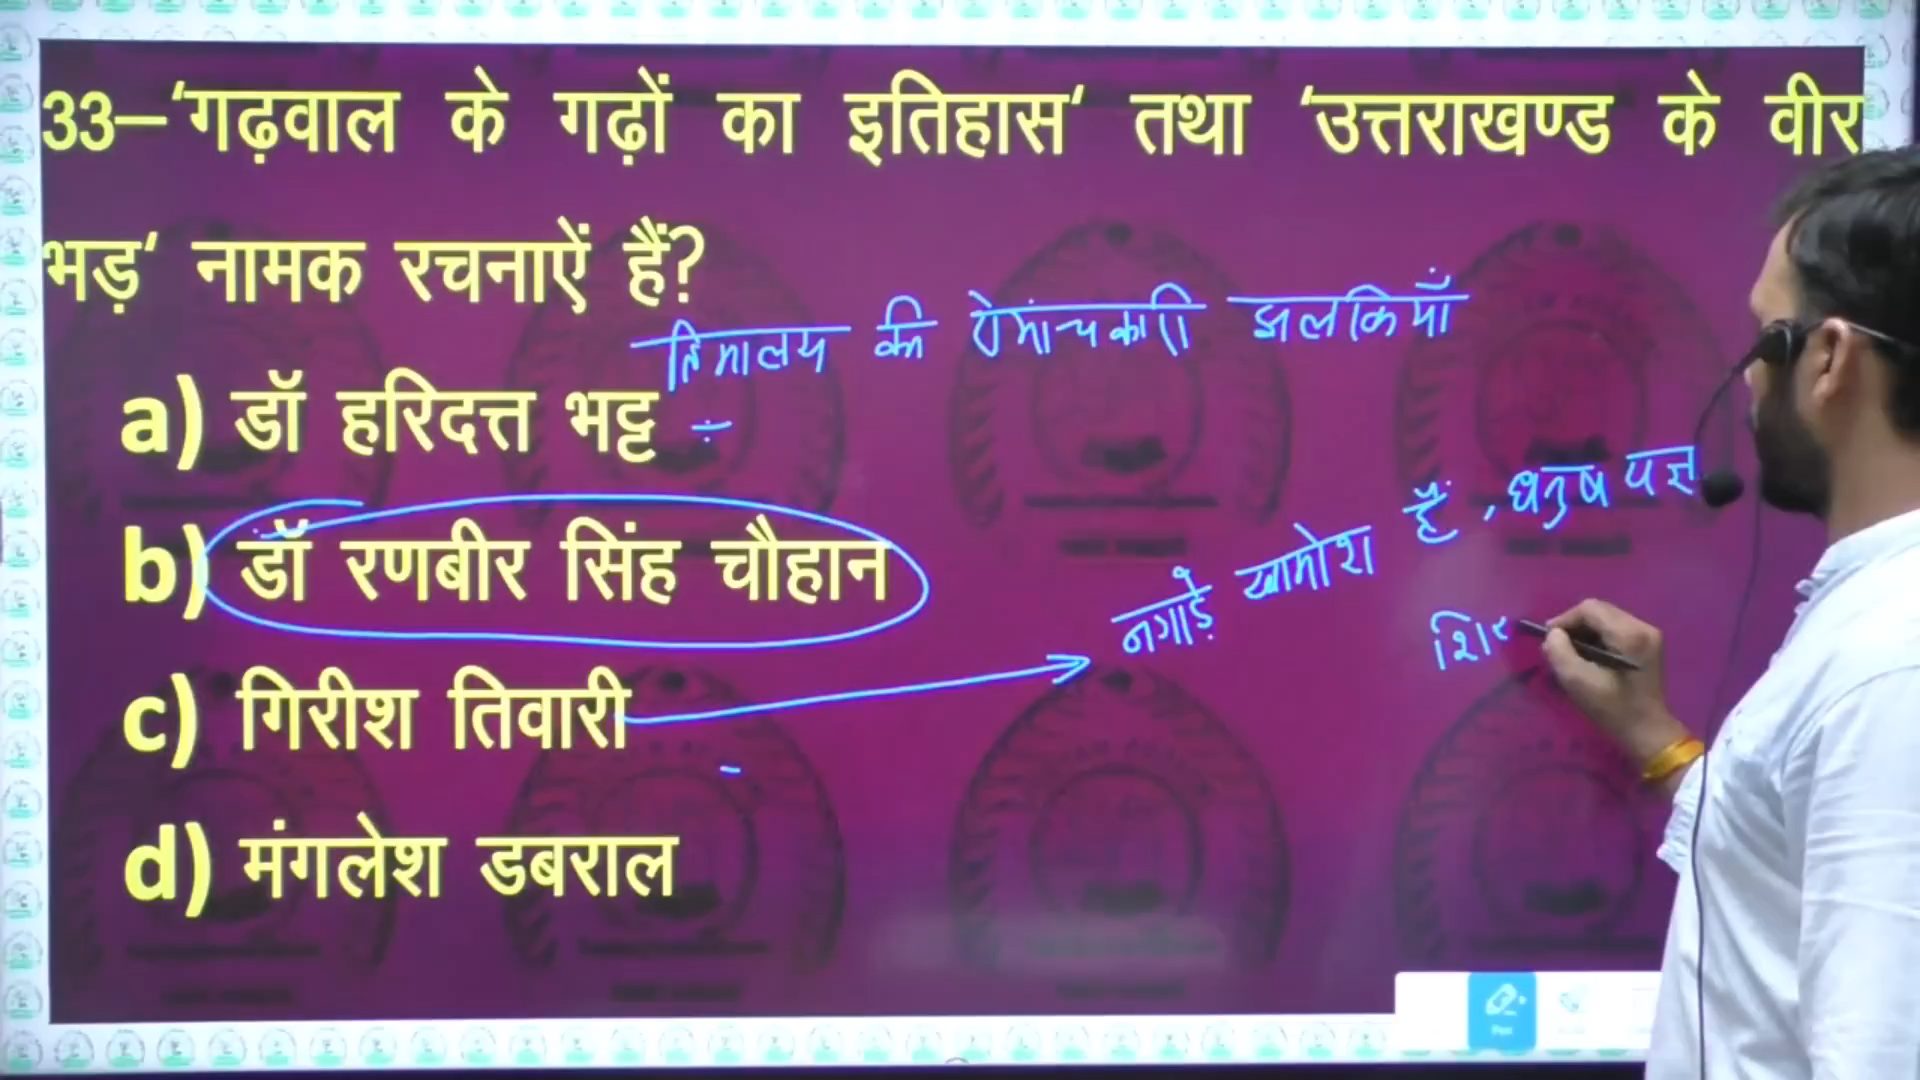 33–‘गढ़वाल के गढ़ों का इतिहास‘ तथा ‘उत्तराखण्ड के वीर
भड़‘ नामक रचनाऐं हैं?
हिमालय की रोमांचकारी झलकियाँ
a) डॉ हरिदत्त भट्ट
b) डॉ रणबीर सिंह चौहान
नगाड़े खामोश हैं , धनुष यज्ञ
c) गिरीश तिवारी
d) मंगलेश डबराल